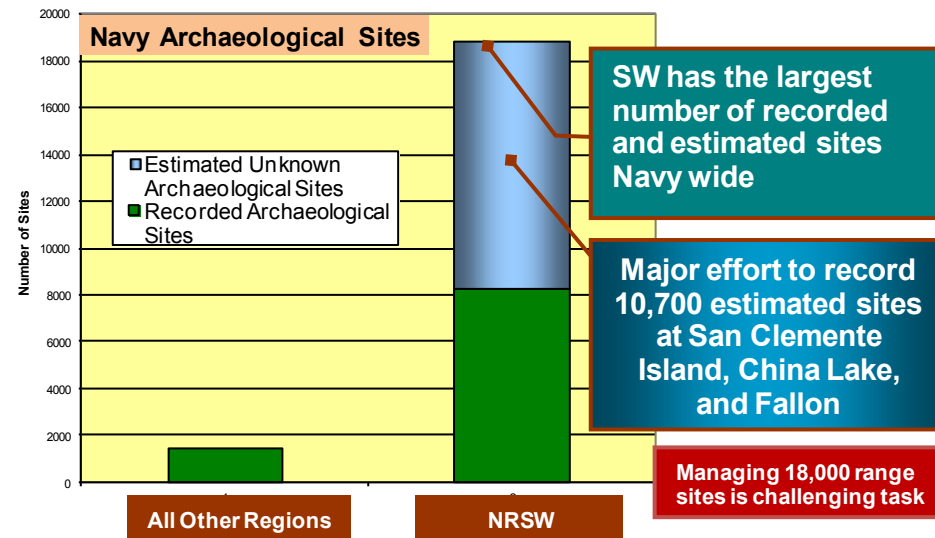 Navy Archaeological Sites
Number of Sites
20000
18000
16000
14000
12000
10000
8000
6000
4000
2000
0
Estimated Unknown
Archaeological Sites
Recorded Archaeological
Sites
All Other Regions
NRSW
SW has the largest
number of recorded
and estimated sites
Navy wide
Major effort to record
10,700 estimated sites
at San Clemente
Island, China Lake,
and Fallon
Managing 18,000 range
sites is challenging task